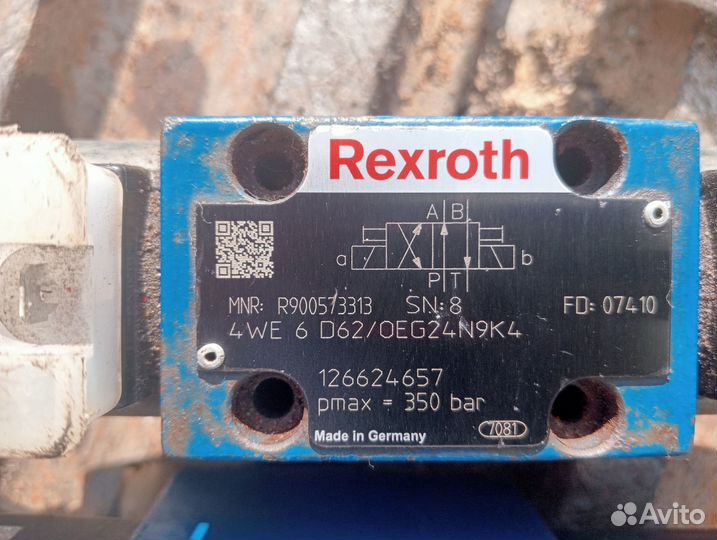 Rexroth
A B
a b
P T
MNR: R900573313 SN: 8 FD: 07410
4WE 6 D62/OEG24N9K4
126624657
pmax = 350 bar
Made in Germany 7081
Avito